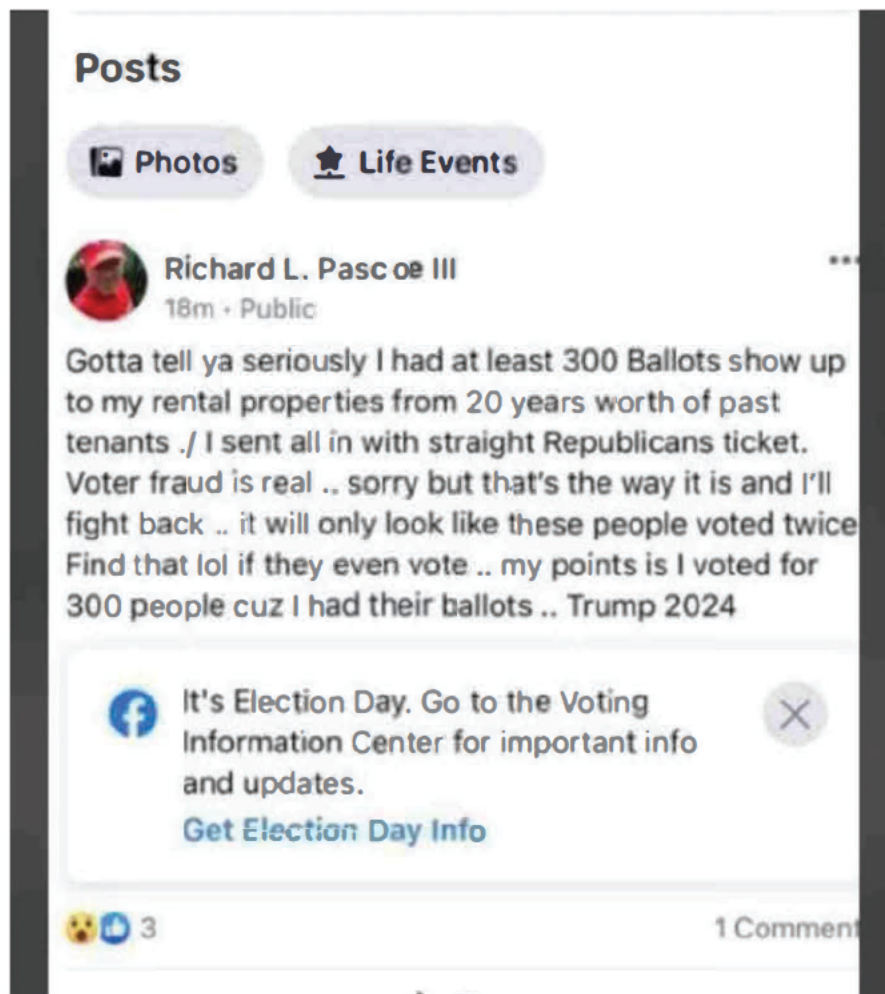 Posts
Photos
Life Events
Richard L. Pascoe III
18m · Public
Gotta tell ya seriously I had at least 300 Ballots show up
to my rental properties from 20 years worth of past
tenants ./ I sent all in with straight Republicans ticket.
Voter fraud is real .. sorry but that's the way it is and I'll
fight back .. it will only look like these people voted twice
Find that lol if they even vote .. my points is I voted for
300 people cuz I had their ballots .. Trump 2024
It's Election Day. Go to the Voting
Information Center for important info
and updates.
Get Election Day Info
3
1 Comment